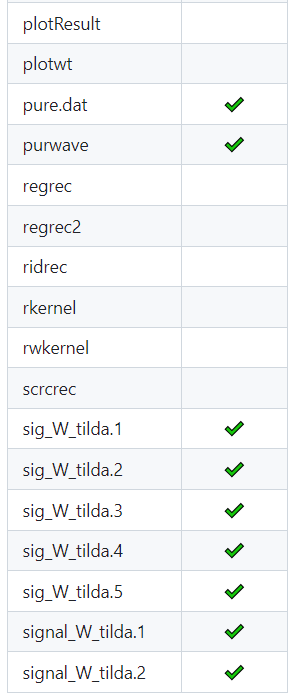 plotResult
plotwt
pure.dat ✔
purwave ✔
regrec
regrec2
ridrec
rkernel
rwkernel
scrcrec
sig_W_tilda.1 ✔
sig_W_tilda.2 ✔
sig_W_tilda.3 ✔
sig_W_tilda.4 ✔
sig_W_tilda.5 ✔
signal_W_tilda.1 ✔
signal_W_tilda.2 ✔